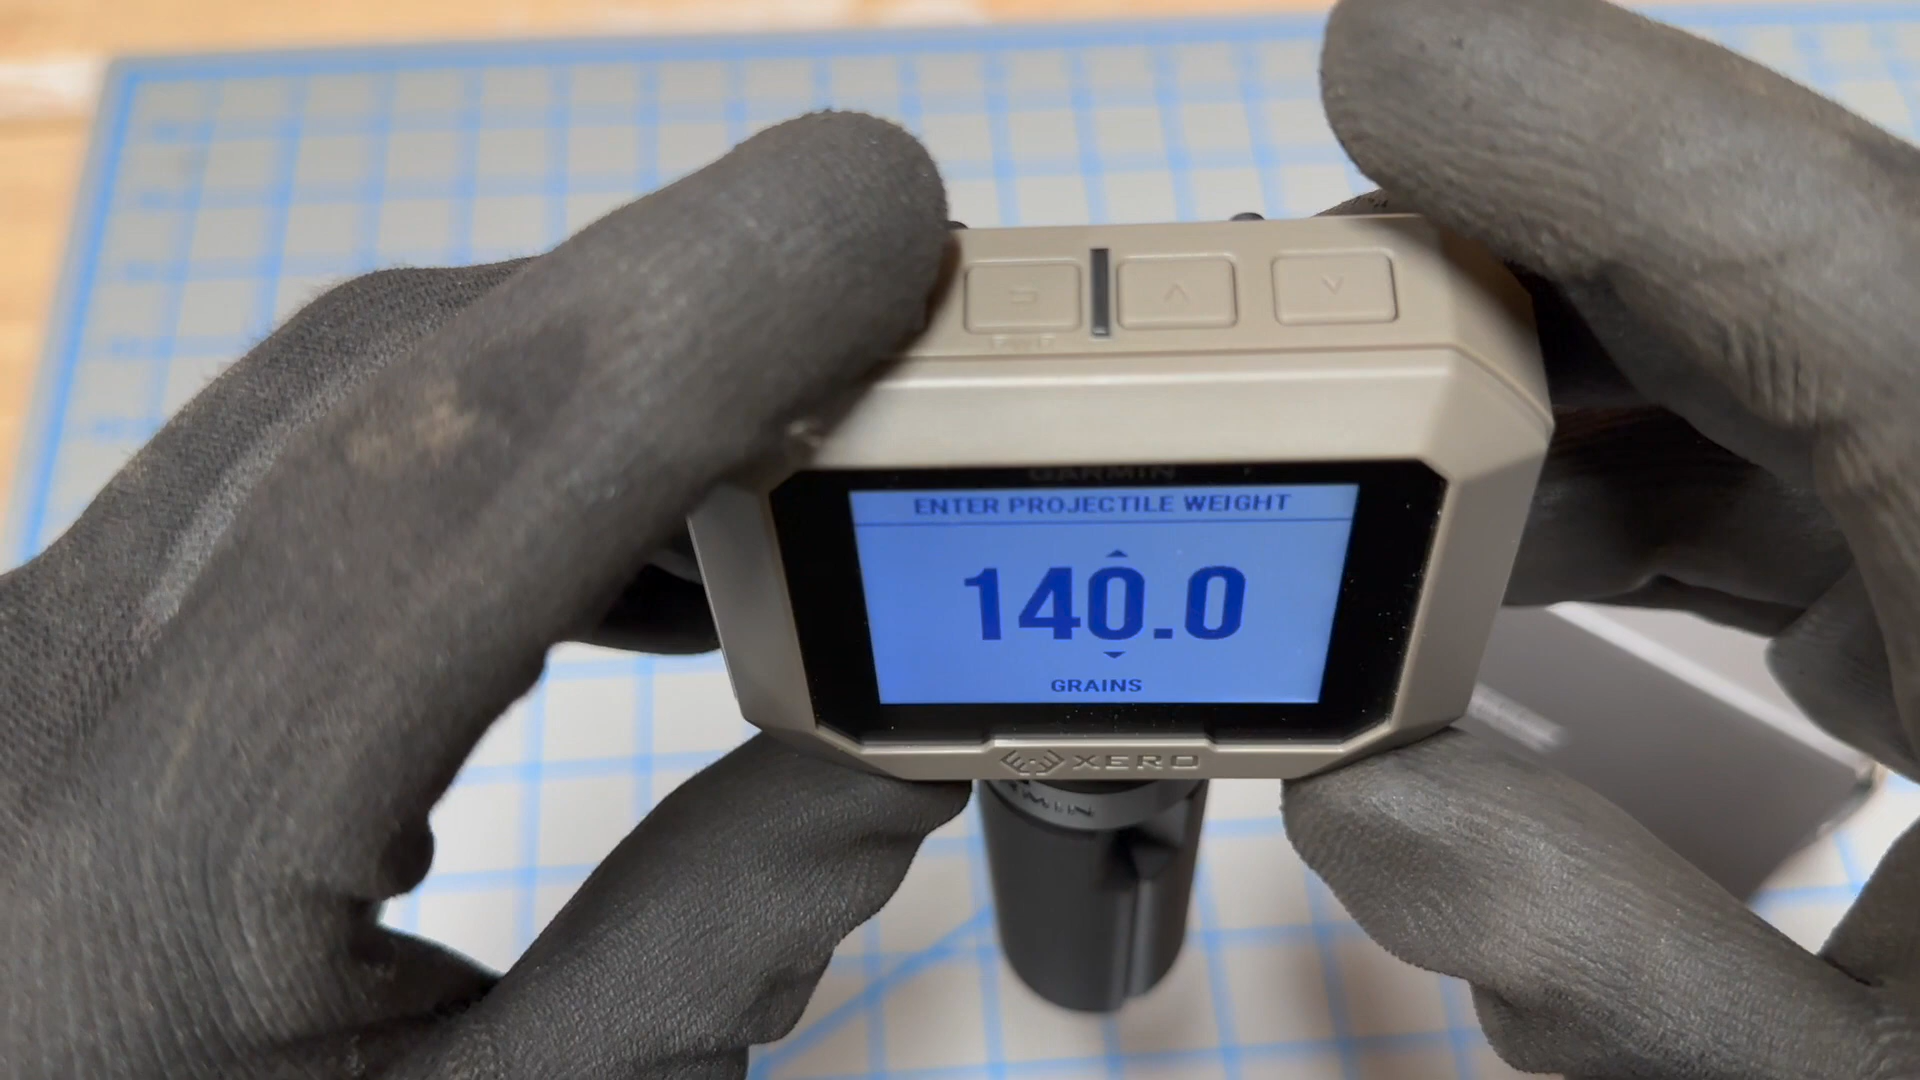 GARMIN
ENTER PROJECTILE WEIGHT
140.0
GRAINS
XERO